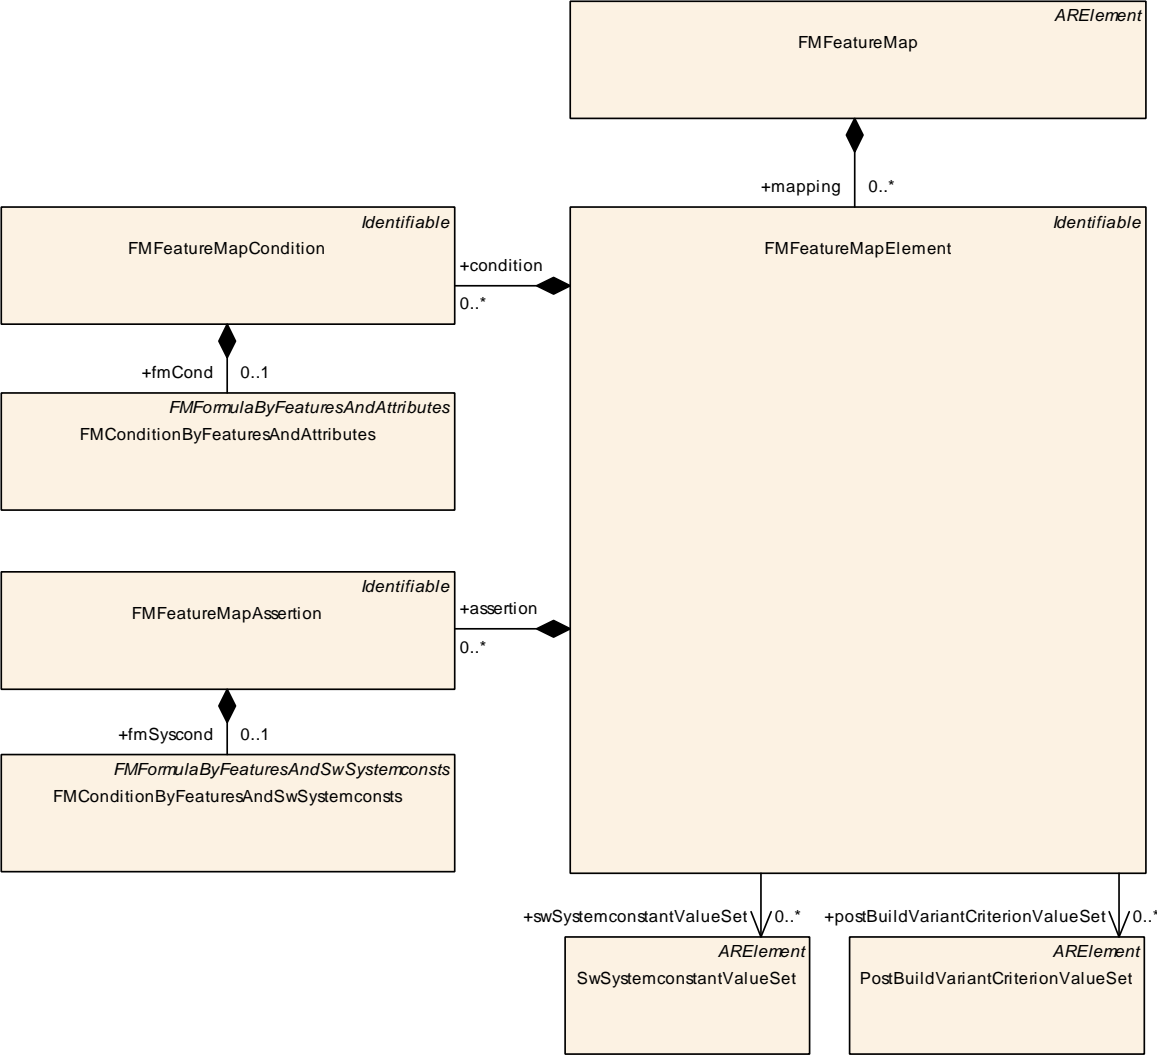 ARElement
FMFeatureMap
+mapping 0..*
Identifiable
FMFeatureMapCondition
Identifiable
FMFeatureMapElement
+condition
0..*
+fmCond 0..1
FMFormulaByFeaturesAndAttributes
FMConditionByFeaturesAndAttributes
Identifiable
FMFeatureMapAssertion
+assertion
0..*
+fmSyscond 0..1
FMFormulaByFeaturesAndSwSystemconsts
FMConditionByFeaturesAndSwSystemconsts
+swSystemconstantValueSet 0..*
+postBuildVariantCriterionValueSet 0..*
ARElement
SwSystemconstantValueSet
ARElement
PostBuildVariantCriterionValueSet